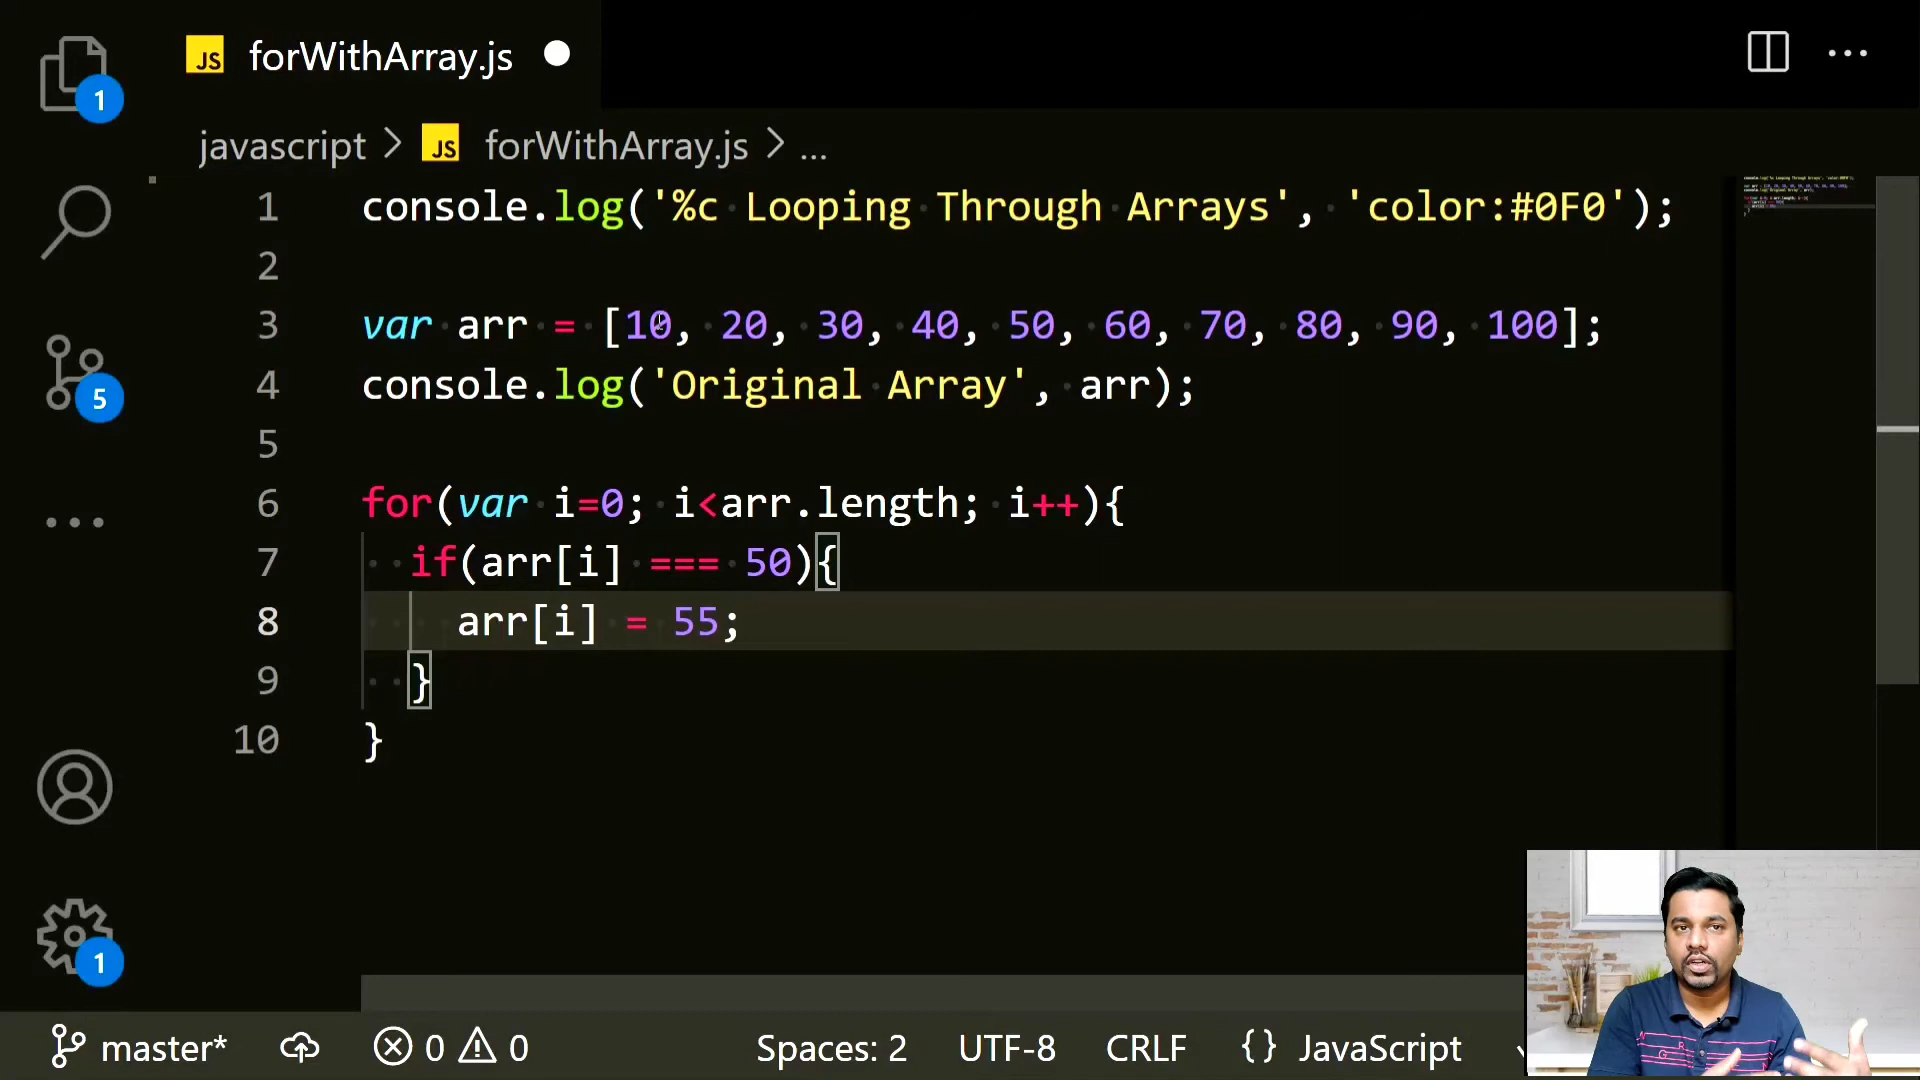 JS forWithArray.js
1
javascript > JS forWithArray.js > ...
1 console.log('%c Looping Through Arrays', 'color:#0F0');
2
3 var arr = [10, 20, 30, 40, 50, 60, 70, 80, 90, 100];
4 console.log('Original Array', arr);
5
5
6 for(var i=0; i<arr.length; i++){
7 if(arr[i] === 50){
8 arr[i] = 55;
9 }
10 }
1
master* 0 0 Spaces: 2 UTF-8 CRLF {} JavaScript